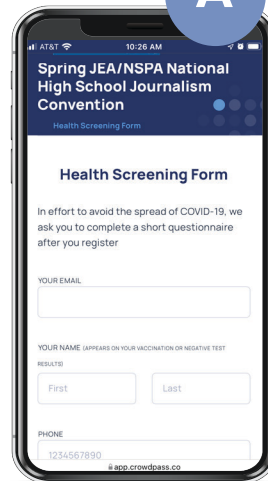 A
AT&T 10:26 AM
Spring JEA/NSPA National
High School Journalism
Convention
Health Screening Form
Health Screening Form
In effort to avoid the spread of COVID-19, we
ask you to complete a short questionnaire
after you register
YOUR EMAIL
YOUR NAME (APPEARS ON YOUR VACCINATION OR NEGATIVE TEST
RESULTS)
First Last
PHONE
1234567890
app.crowdpass.co